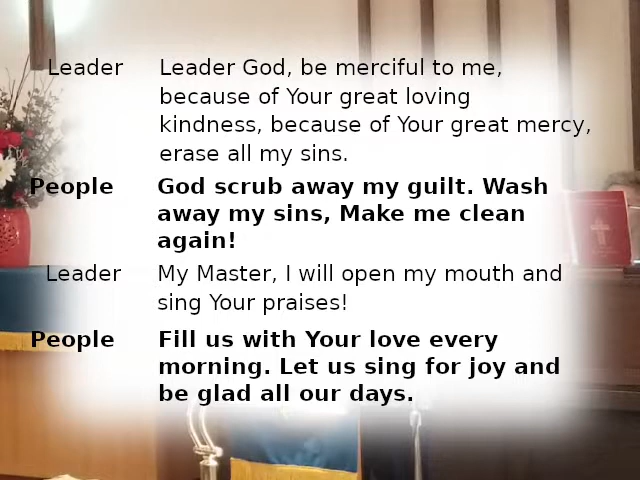 Leader Leader God, be merciful to me,
because of Your great loving
kindness, because of Your great mercy,
erase all my sins.
People God scrub away my guilt. Wash
away my sins, Make me clean
again!
Leader My Master, I will open my mouth and
sing Your praises!
People Fill us with Your love every
morning. Let us sing for joy and
be glad all our days.